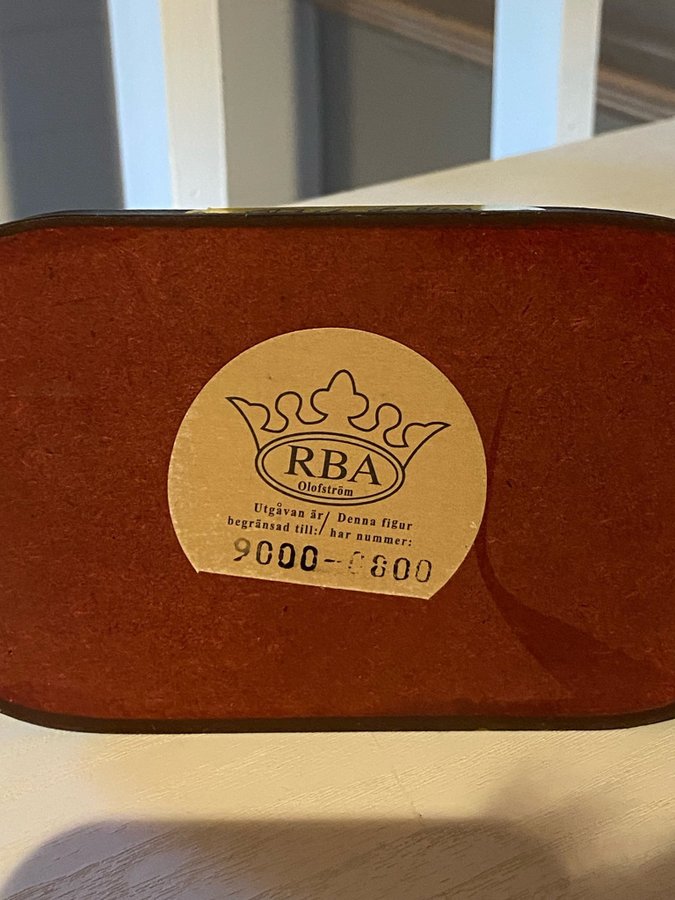 RBA
Olofström
Utgåvan är / Denna figur
begränsad till: / har nummer:
9000-